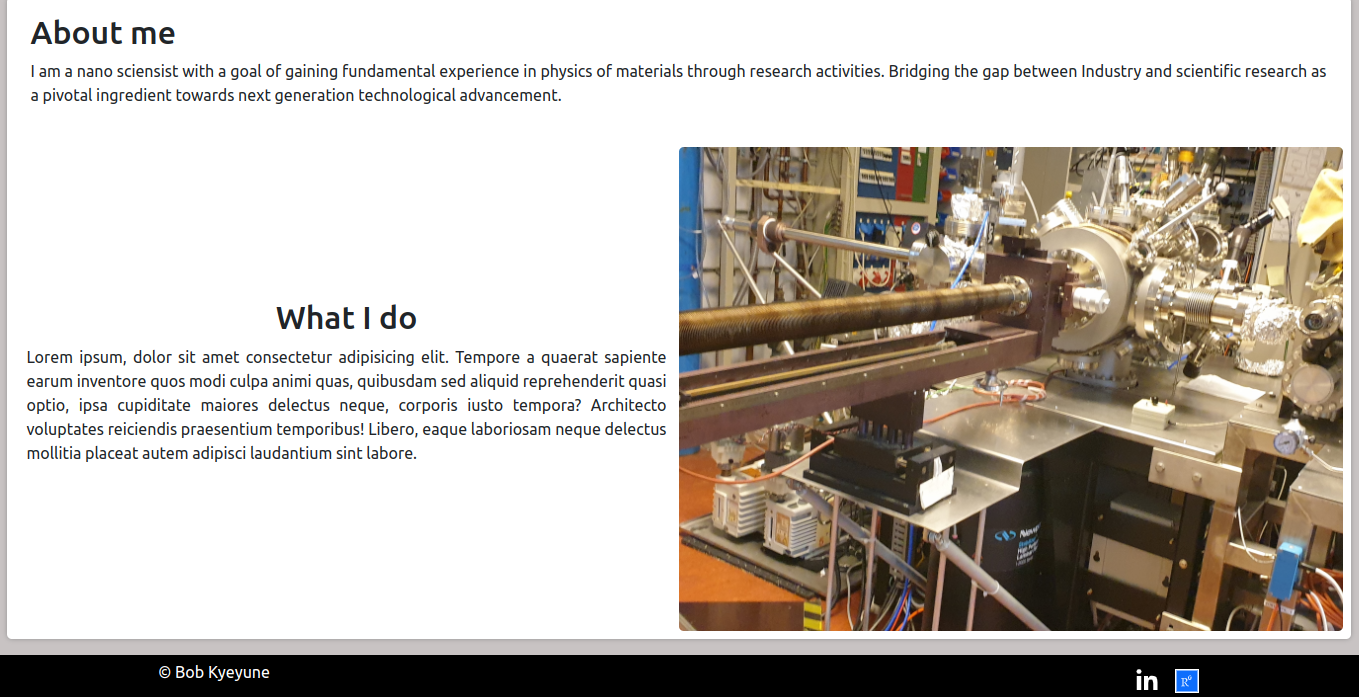 About me
I am a nano sciensist with a goal of gaining fundamental experience in physics of materials through research activities. Bridging the gap between Industry and scientific research as
a pivotal ingredient towards next generation technological advancement.
What I do
Lorem ipsum, dolor sit amet consectetur adipisicing elit. Tempore a quaerat sapiente
earum inventore quos modi culpa animi quas, quibusdam sed aliquid reprehenderit quasi
optio, ipsa cupiditate maiores delectus neque, corporis iusto tempora? Architecto
voluptates reiciendis praesentium temporibus! Libero, eaque laboriosam neque delectus
mollitia placeat autem adipisci laudantium sint labore.
© Bob Kyeyune
in
R⁶